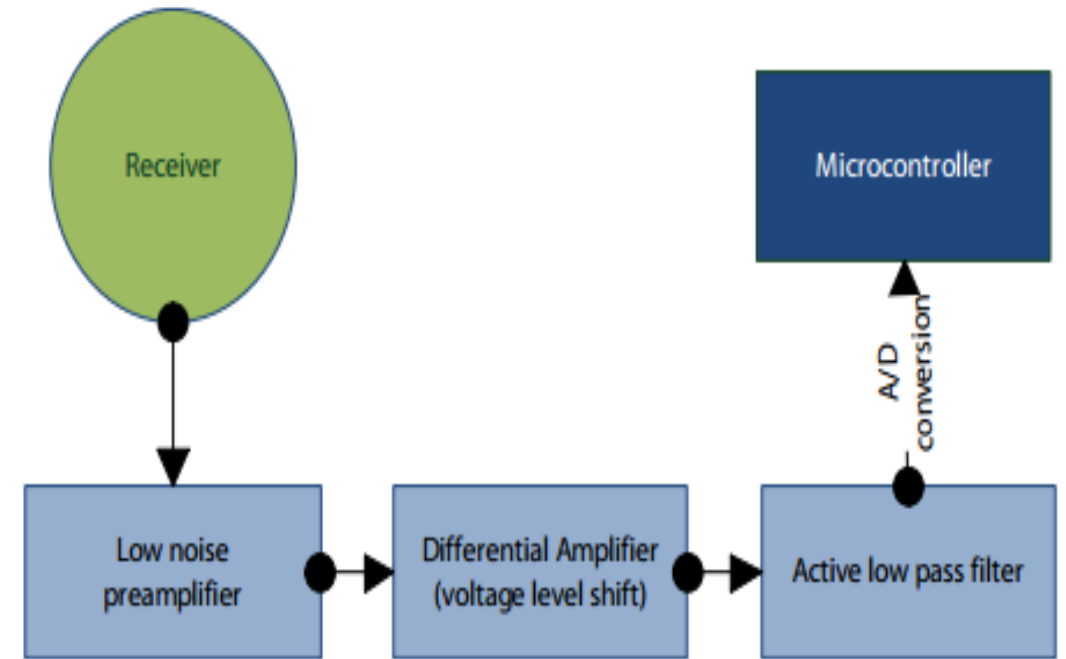 Receiver
Microcontroller
A/D
conversion
Low noise
preamplifier
Differential Amplifier
(voltage level shift)
Active low pass filter